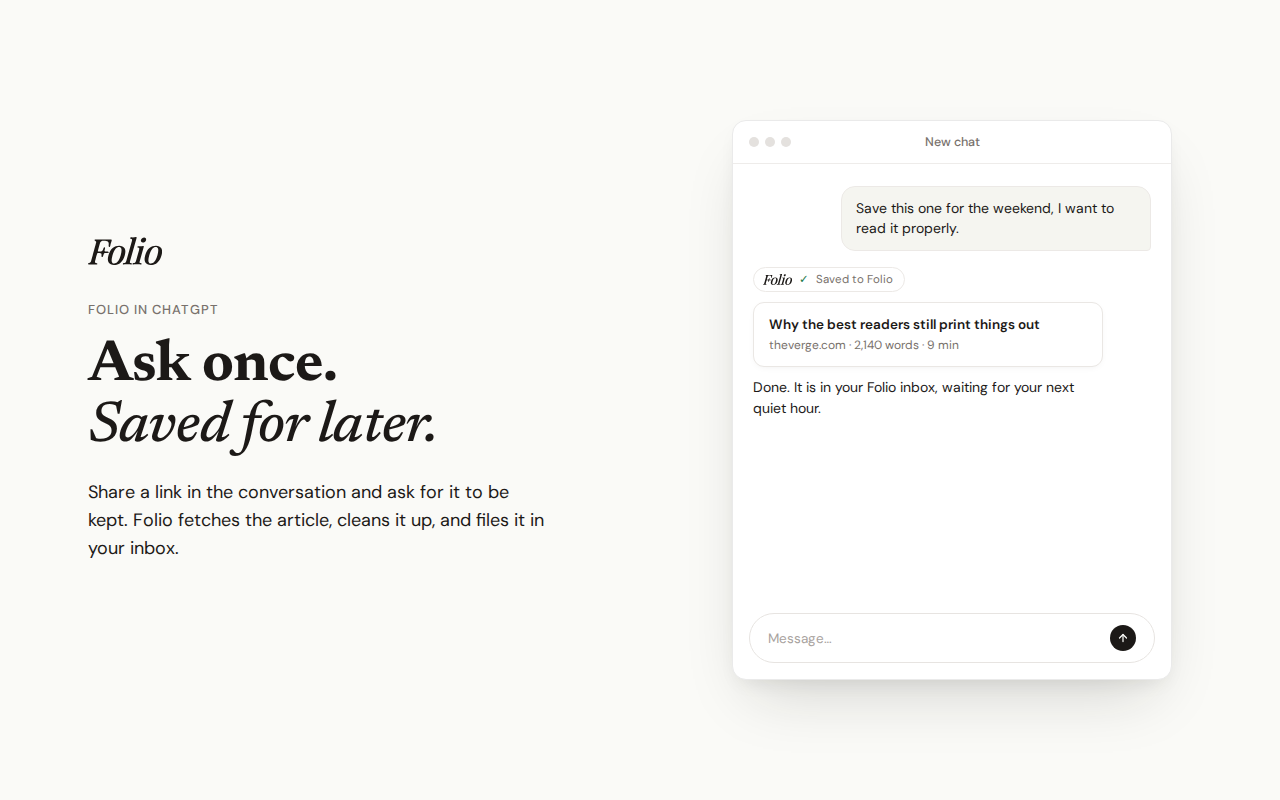 Folio
FOLIO IN CHATGPT
Ask once.
Saved for later.
Share a link in the conversation and ask for it to be
kept. Folio fetches the article, cleans it up, and files it in
your inbox.
New chat
Save this one for the weekend, I want to
read it properly.
Folio ✓ Saved to Folio
Why the best readers still print things out
theverge.com · 2,140 words · 9 min
Done. It is in your Folio inbox, waiting for your next
quiet hour.
Message…